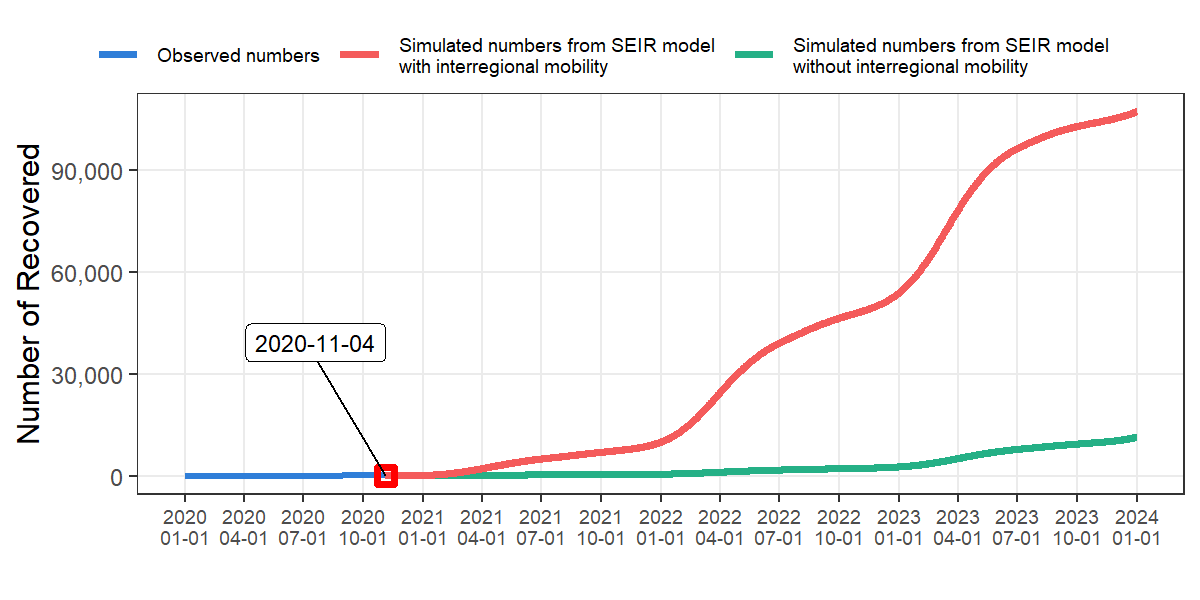 Observed numbers
Simulated numbers from SEIR model
with interregional mobility
Simulated numbers from SEIR model
without interregional mobility
Number of Recovered
90,000
60,000
30,000
0
2020-11-04
2020 2020 2020 2020 2021 2021 2021 2021 2022 2022 2022 2022 2023 2023 2023 2023 2024
01-01 04-01 07-01 10-01 01-01 04-01 07-01 10-01 01-01 04-01 07-01 10-01 01-01 04-01 07-01 10-01 01-01